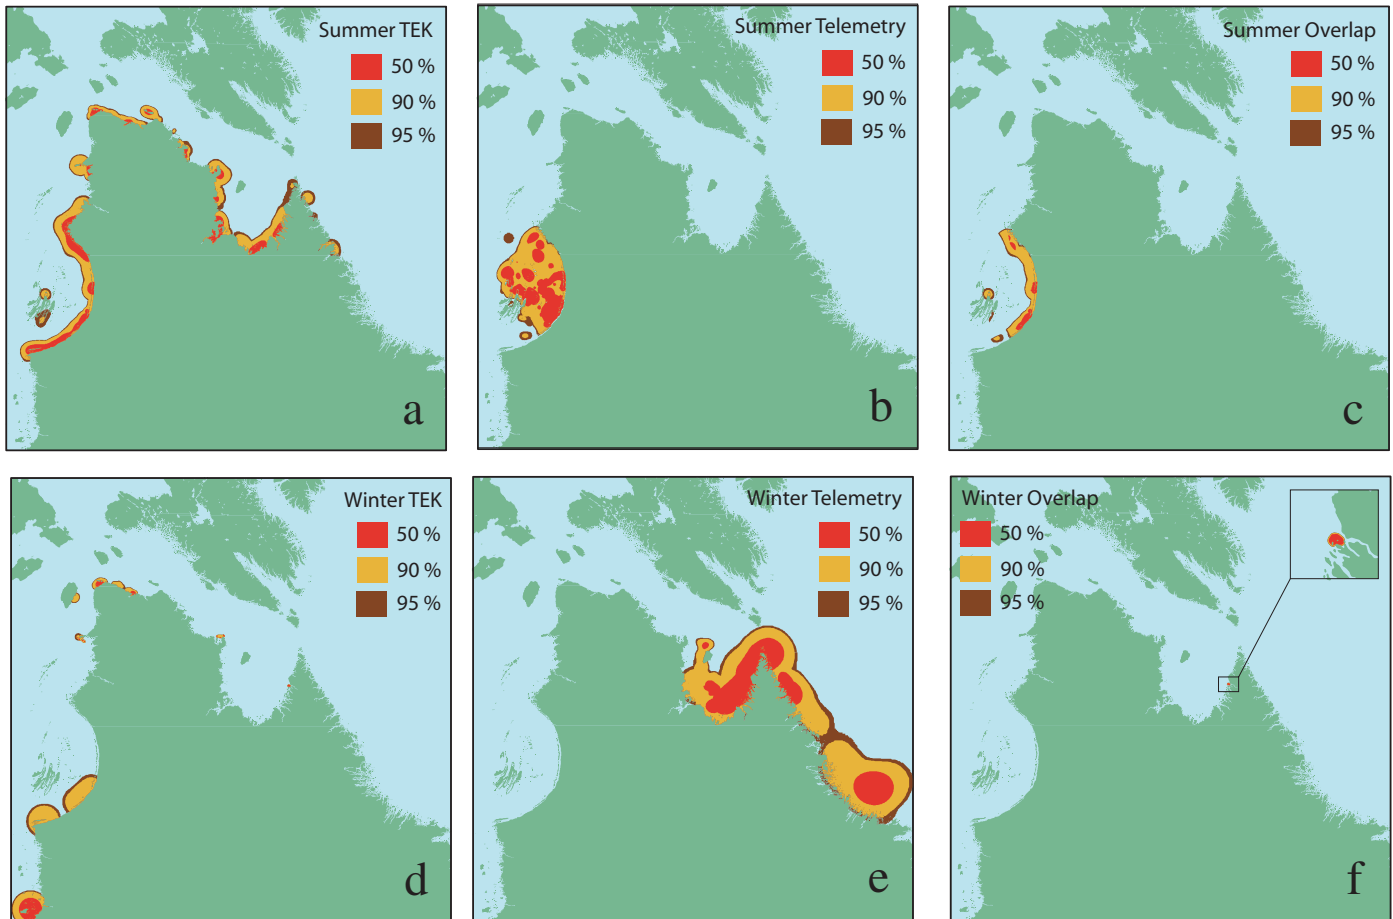 Summer TEK
50 %
90 %
95 %
a
Summer Telemetry
50 %
90 %
95 %
b
Summer Overlap
50 %
90 %
95 %
c
Winter TEK
50 %
90 %
95 %
d
Winter Telemetry
50 %
90 %
95 %
e
Winter Overlap
50 %
90 %
95 %
f